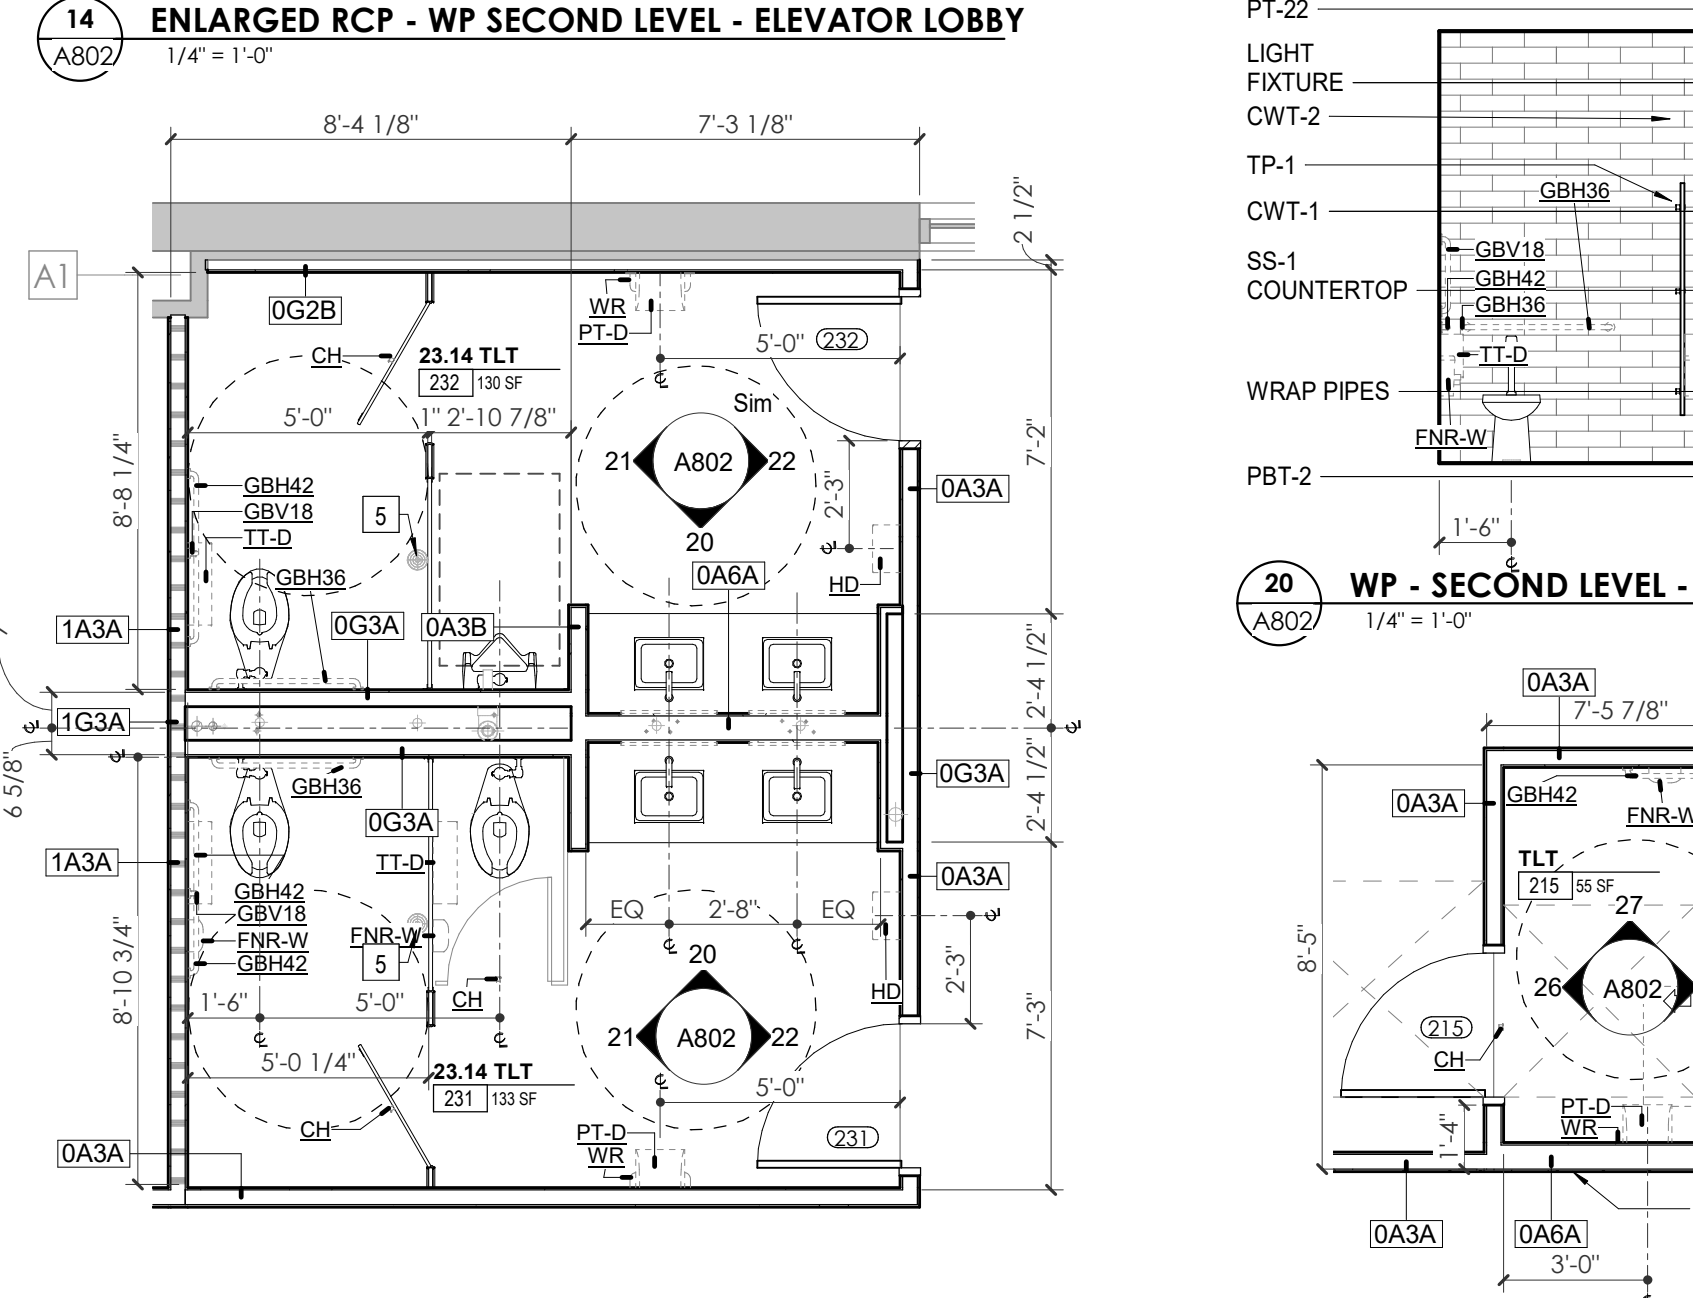 14
A802
ENLARGED RCP - WP SECOND LEVEL - ELEVATOR LOBBY
1/4" = 1'-0"
8'-4 1/8"
7'-3 1/8"
2 1/2"
A1
0G2B
WR
PT-D
5'-0"
232
CH
23.14 TLT
232
130 SF
Sim
5'-0"
1"
2'-10 7/8"
21
A802
22
20
7'-2"
8'-8 1/4"
2'-3"
0A3A
GBH42
GBV18
TT-D
5
GBH36
0A6A
HD
1A3A
0G3A
0A3B
2'-4 1/2"
1G3A
6 5/8"
GBH36
0G3A
0G3A
2'-4 1/2"
1A3A
TT-D
0A3A
GBH42
GBV18
FNR-W
GBH42
FNR-W
5
EQ
2'-8"
EQ
20
8'-10 3/4"
1'-6"
5'-0"
CH
HD
2'-3"
7'-3"
21
A802
22
5'-0 1/4"
23.14 TLT
231
133 SF
5'-0"
CH
PT-D
WR
231
0A3A
PT-22
LIGHT
FIXTURE
CWT-2
TP-1
GBH36
CWT-1
GBV18
SS-1
COUNTERTOP
GBH42
GBH36
TT-D
WRAP PIPES
FNR-W
PBT-2
1'-6"
20
A802
WP - SECOND LEVEL -
1/4" = 1'-0"
0A3A
7'-5 7/8"
0A3A
GBH42
FNR-W
TLT
215
55 SF
27
8'-5"
26
A802
215
CH
PT-D
WR
1'-4"
0A3A
0A6A
3'-0"